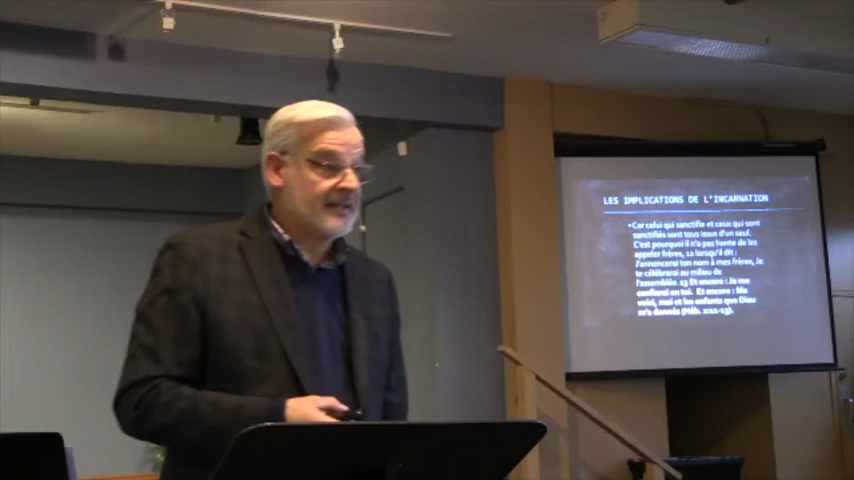 LES IMPLICATIONS DE L'INCARNATION
• Car celui qui sanctifie et ceux qui sont
sanctifiés sont tous issus d'un seul.
C'est pourquoi il n'a pas honte de les
appeler frères, 12 lorsqu'il dit :
J'annoncerai ton nom à mes frères, Je
te célébrerai au milieu de
l'assemblée. 13 Et encore : Je me
confierai en toi. Et encore : Me
voici, moi et les enfants que Dieu
m'a donnés (Héb. 2:11-13).